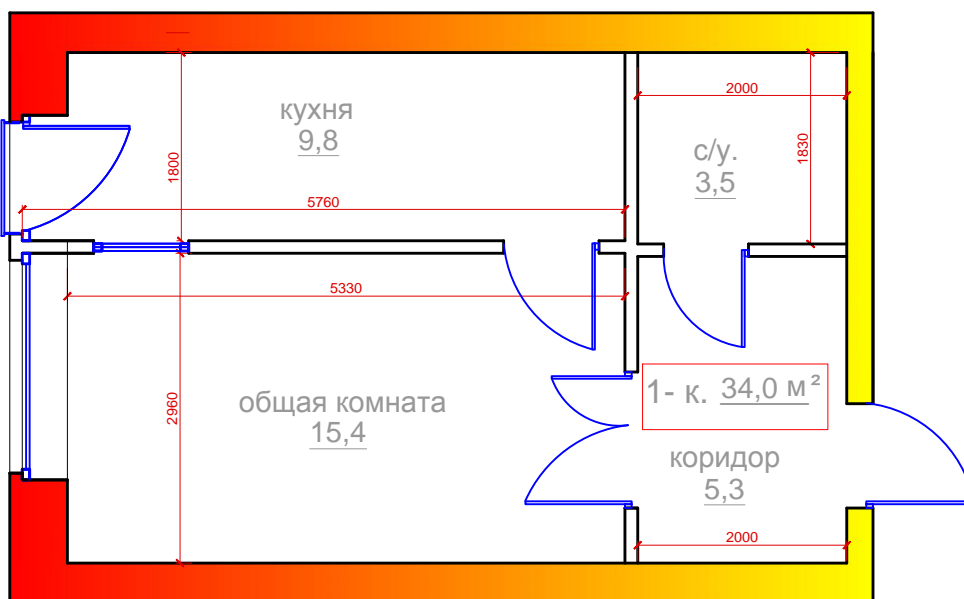 кухня
9,8
2000
с/у.
3,5
1830
1800
5760
5330
2960
общая комната
15,4
1- к. 34,0 м²
коридор
5,3
2000